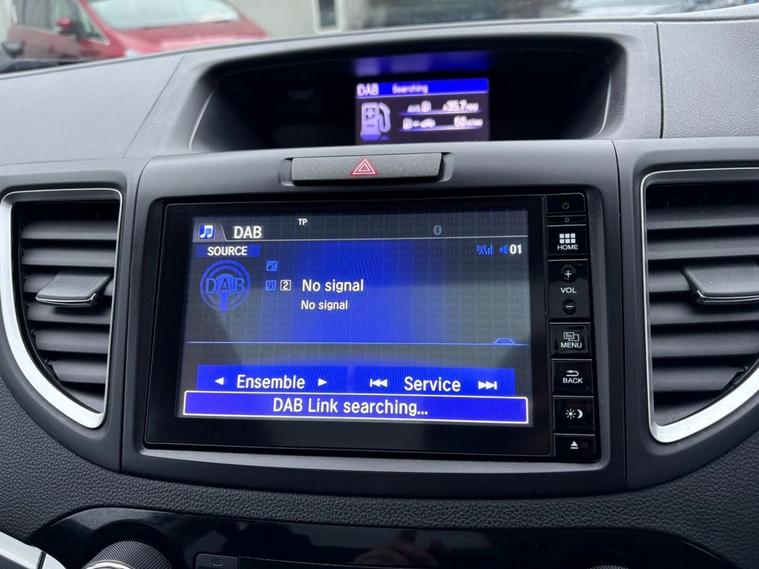 DAB Searching
TP
DAB
SOURCE
01
DAB
2 No signal
No signal
Ensemble
Service
DAB Link searching...
HOME
+
VOL
−
MENU
BACK